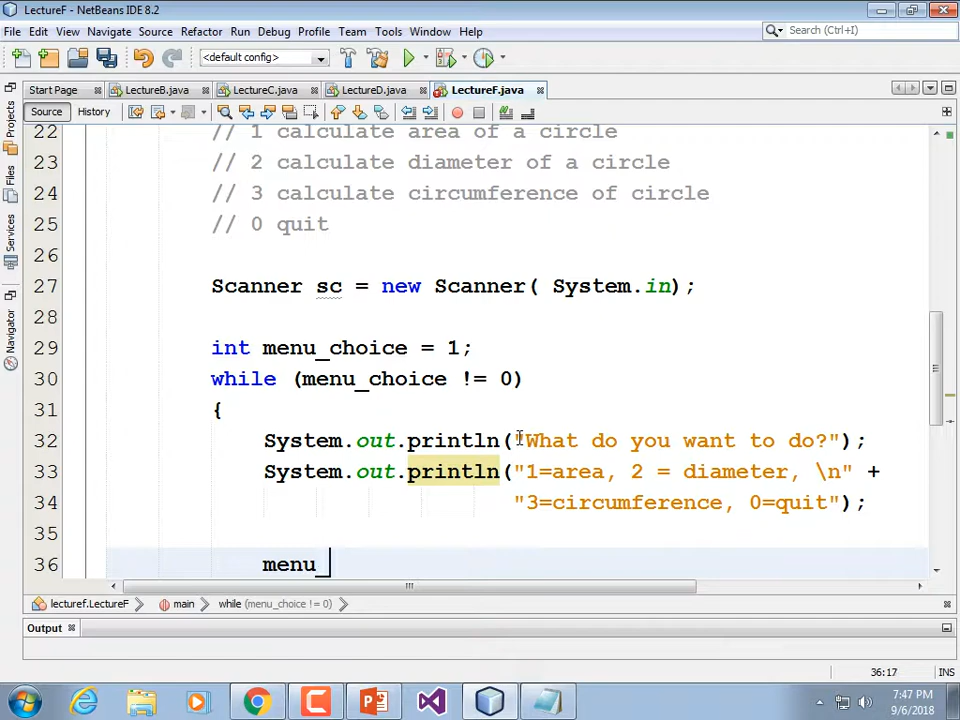 LectureF - NetBeans IDE 8.2
File Edit View Navigate Source Refactor Run Debug Profile Team Tools Window Help
Search (Ctrl+I)
<default config>
Start Page LectureB.java LectureC.java LectureD.java LectureF.java
Source History
Projects
Files
Services
Navigator
22 // 1 calculate area of a circle
23 // 2 calculate diameter of a circle
24 // 3 calculate circumference of circle
25 // 0 quit
26
27 Scanner sc = new Scanner( System.in);
28
29 int menu_choice = 1;
30 while (menu_choice != 0)
31 {
32 System.out.println("What do you want to do?");
33 System.out.println("1=area, 2 = diameter, \n" +
34 "3=circumference, 0=quit");
35
36 menu_
lecturef.LectureF main while (menu_choice != 0)
Output
36:17 INS
7:47 PM
9/6/2018